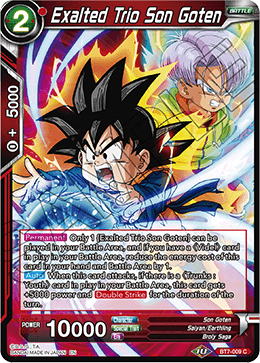 2
Exalted Trio Son Goten
BATTLE
0 + 5000
Permanent Only 1 {Exalted Trio Son Goten} can be
played in your Battle Area, and if you have a ‹Videl› card
in play in your Battle Area, reduce the energy cost of this
card in your hand and Battle Area by 1.
Auto When this card attacks, if there is a ‹Trunks :
Youth› card in play in your Battle Area, this card gets
+5000 power and Double Strike for the duration of the
turn.
POWER
10000
Character
Son Goten
Special Trait
Saiyan/Earthling
Era
Broly Saga
MADE IN JAPAN
BT7-009 C